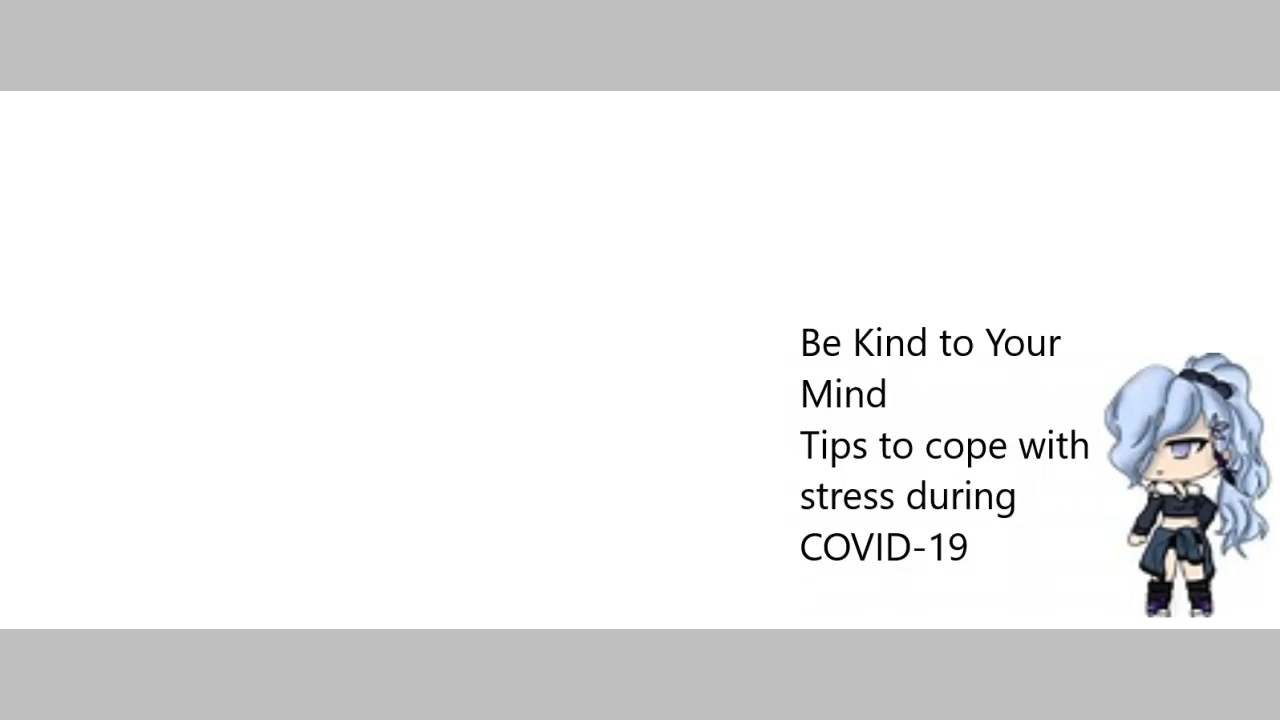 Be Kind to Your
Mind
Tips to cope with
stress during
COVID-19